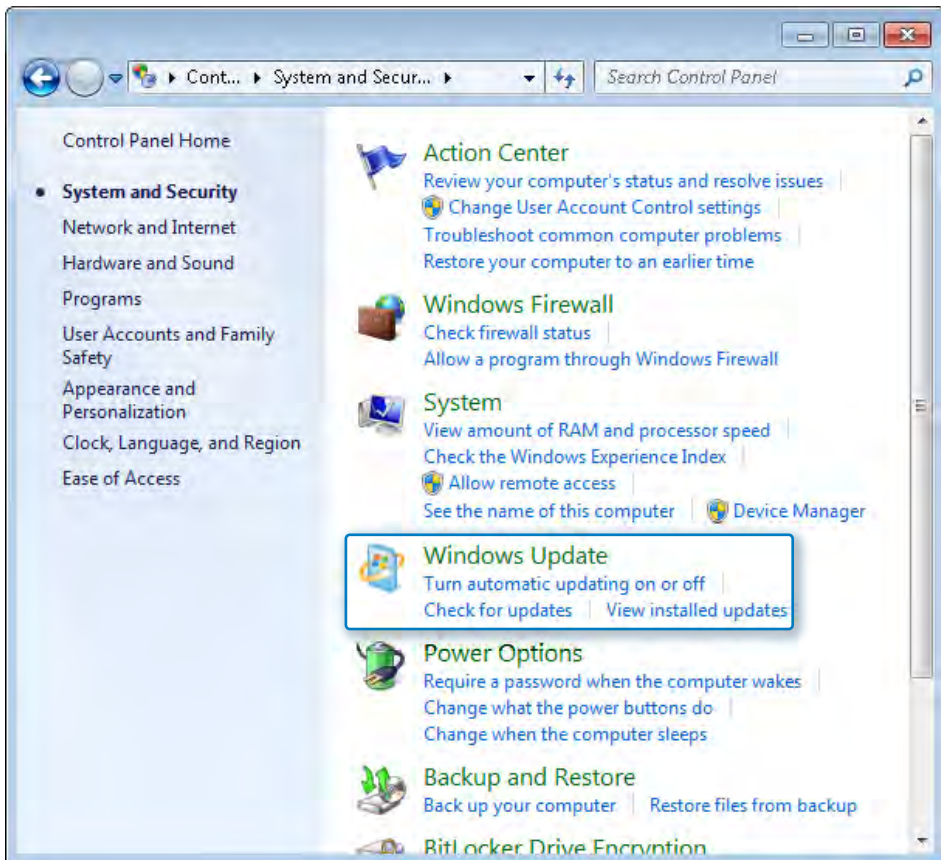 Cont... System and Secur...
Search Control Panel
Control Panel Home
System and Security
Network and Internet
Hardware and Sound
Programs
User Accounts and Family
Safety
Appearance and
Personalization
Clock, Language, and Region
Ease of Access
Action Center
Review your computer's status and resolve issues
Change User Account Control settings
Troubleshoot common computer problems
Restore your computer to an earlier time
Windows Firewall
Check firewall status
Allow a program through Windows Firewall
System
View amount of RAM and processor speed
Check the Windows Experience Index
Allow remote access
See the name of this computer Device Manager
Windows Update
Turn automatic updating on or off
Check for updates View installed updates
Power Options
Require a password when the computer wakes
Change what the power buttons do
Change when the computer sleeps
Backup and Restore
Back up your computer Restore files from backup
BitLocker Drive Encryption